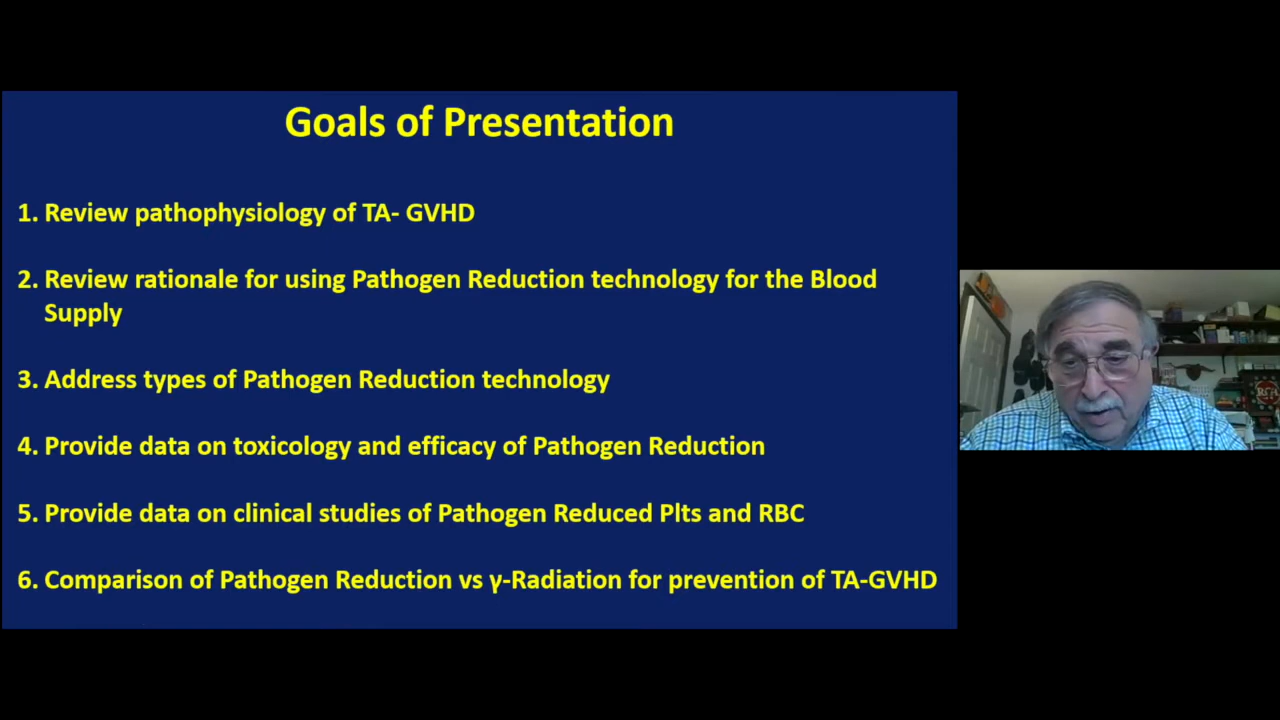 Goals of Presentation
1. Review pathophysiology of TA- GVHD
2. Review rationale for using Pathogen Reduction technology for the Blood
Supply
3. Address types of Pathogen Reduction technology
4. Provide data on toxicology and efficacy of Pathogen Reduction
5. Provide data on clinical studies of Pathogen Reduced Plts and RBC
6. Comparison of Pathogen Reduction vs γ-Radiation for prevention of TA-GVHD